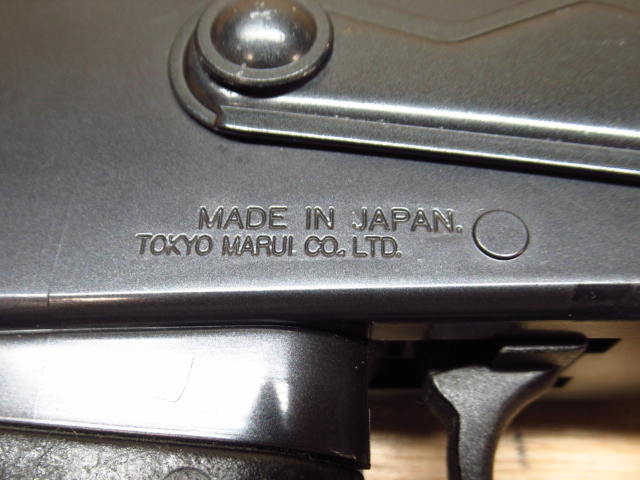 MADE IN JAPAN.
TOKYO MARUI CO. LTD.